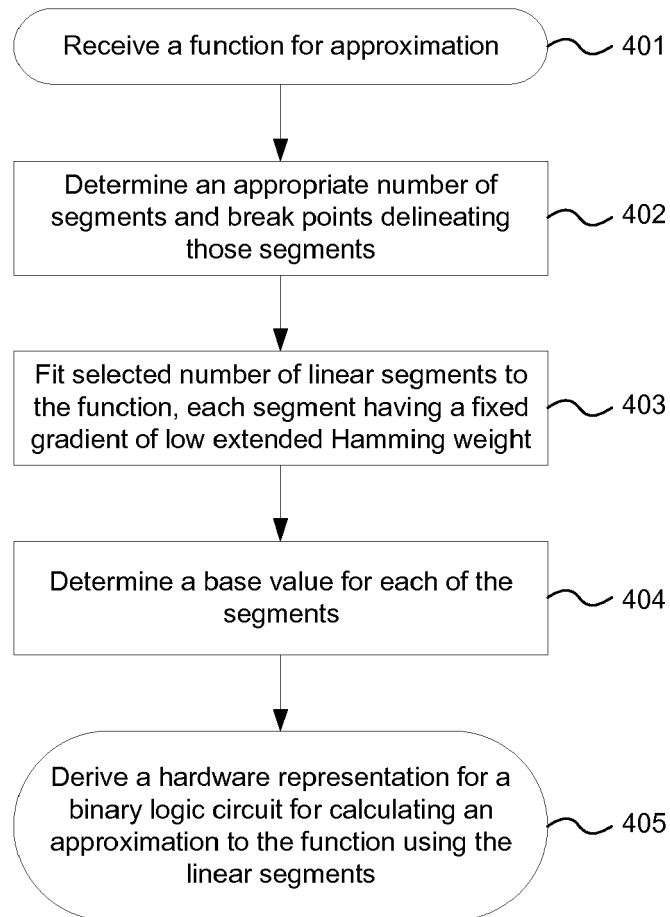 Receive a function for approximation
401
Determine an appropriate number of
segments and break points delineating
those segments
402
Fit selected number of linear segments to
the function, each segment having a fixed
gradient of low extended Hamming weight
403
Determine a base value for each of the
segments
404
Derive a hardware representation for a
binary logic circuit for calculating an
approximation to the function using the
linear segments
405